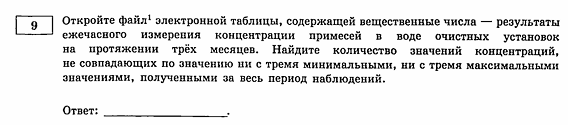 9
Откройте файл¹ электронной таблицы, содержащей вещественные числа — результаты
ежечасного измерения концентрации примесей в воде очистных установок
на протяжении трёх месяцев. Найдите количество значений концентраций,
не совпадающих по значению ни с тремя минимальными, ни с тремя максимальными
значениями, полученными за весь период наблюдений.
Ответ: ____________________.